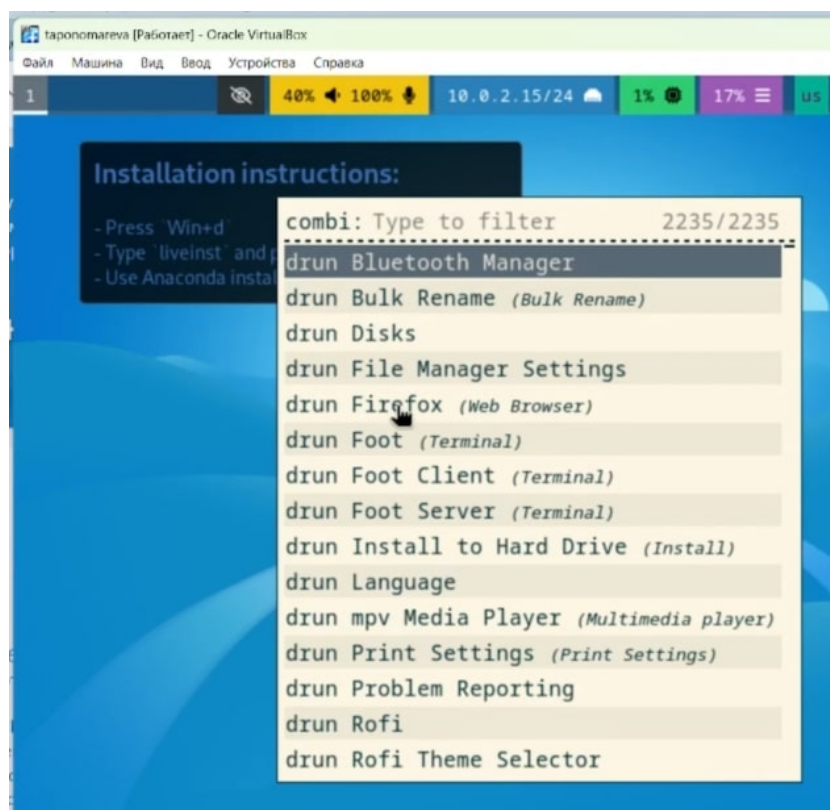 taponomareva [Работает] - Oracle VirtualBox
Файл Машина Вид Ввод Устройства Справка
1 40% 100% 10.0.2.15/24 1% 17% us
Installation instructions:
- Press `Win+d`
- Type `liveinst` and
- Use Anaconda
combi: Type to filter 2235/2235
drun Bluetooth Manager
drun Bulk Rename (Bulk Rename)
drun Disks
drun File Manager Settings
drun Firefox (Web Browser)
drun Foot (Terminal)
drun Foot Client (Terminal)
drun Foot Server (Terminal)
drun Install to Hard Drive (Install)
drun Language
drun mpv Media Player (Multimedia player)
drun Print Settings (Print Settings)
drun Problem Reporting
drun Rofi
drun Rofi Theme Selector